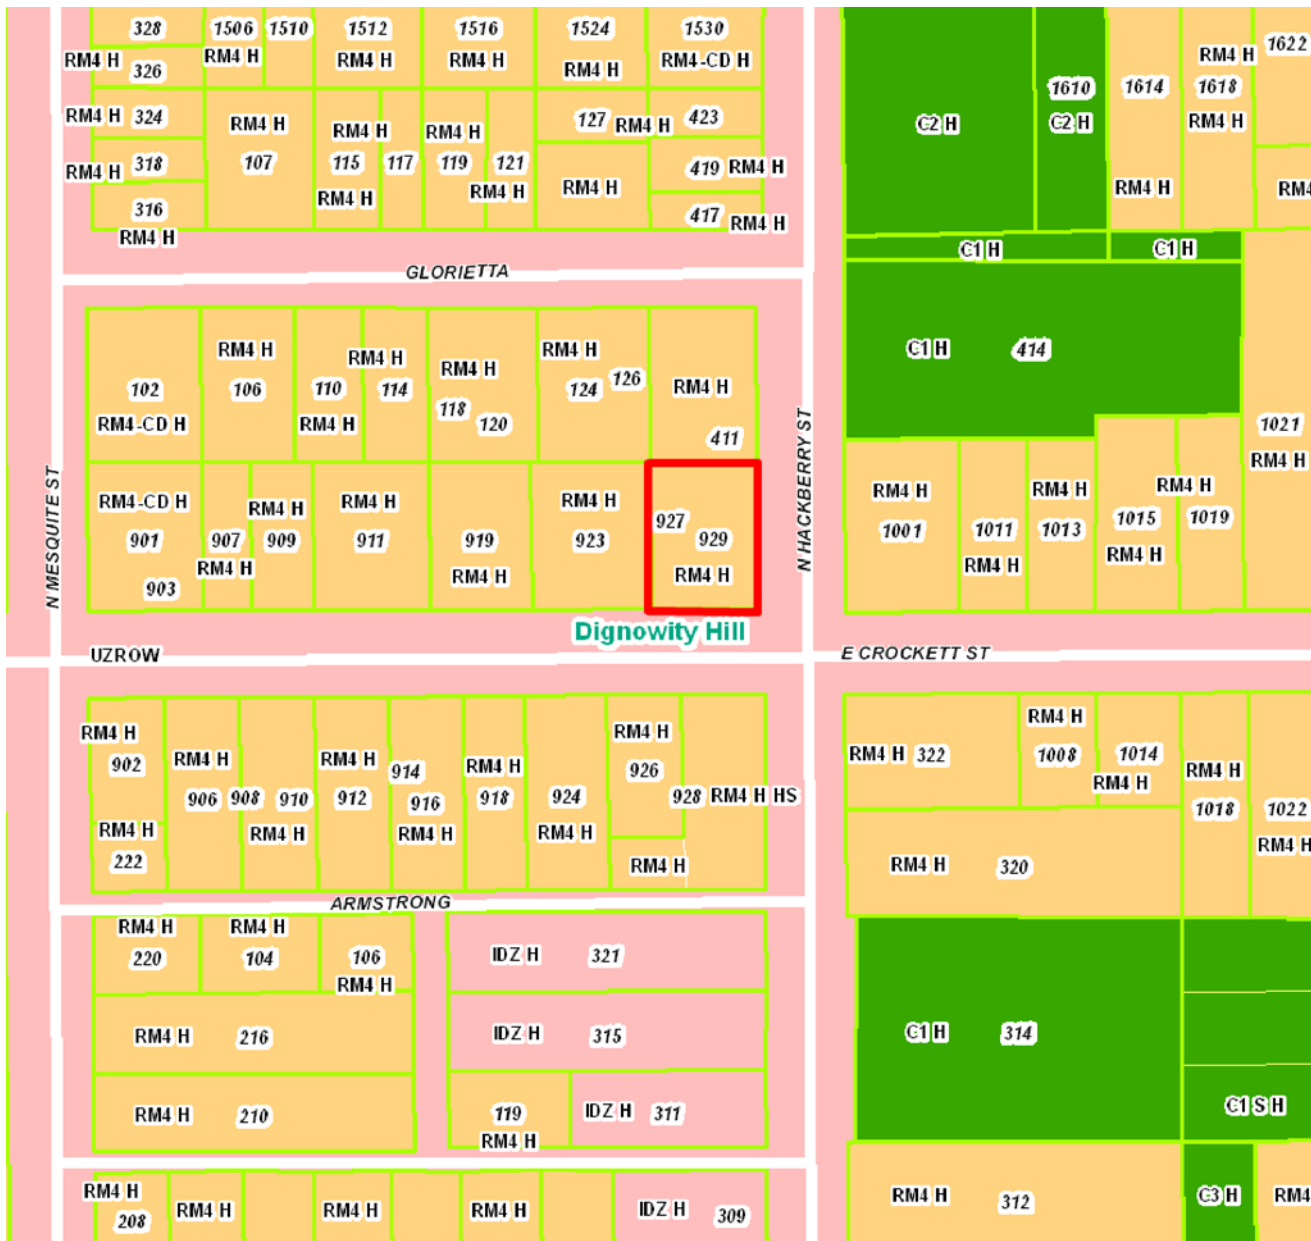 328
1506
1510
1512
1516
1524
1530
1622
RM4 H
326
RM4 H
RM4 H
RM4 H
RM4 H
RM4-CD H
RM4 H
1610
1614
1618
RM4 H
324
RM4 H
RM4 H
RM4 H
127
RM4 H
423
C2 H
C2 H
RM4 H
RM4 H
318
107
115
117
119
121
RM4 H
419
RM4 H
RM4 H
RM4 H
RM4 H
RM4
316
417
RM4 H
RM4 H
C1 H
C1 H
GLORIETTA
RM4 H
RM4 H
RM4 H
RM4 H
C1 H
414
102
106
110
114
118
120
124
126
RM4 H
RM4-CD H
RM4 H
411
1021
RM4 H
N MESQUITE ST
N HACKBERRY ST
RM4-CD H
RM4 H
RM4 H
RM4 H
RM4 H
RM4 H
RM4 H
901
907
909
911
919
923
927
929
1001
1011
1013
1015
1019
903
RM4 H
RM4 H
RM4 H
RM4 H
RM4 H
Dignowity Hill
UZROW
E CROCKETT ST
RM4 H
902
RM4 H
RM4 H
914
RM4 H
RM4 H
926
RM4 H
322
RM4 H
1008
1014
RM4 H
RM4 H
906
908
910
912
916
918
924
928
RM4 H HS
1018
1022
RM4 H
RM4 H
RM4 H
RM4 H
RM4 H
RM4 H
222
RM4 H
320
ARMSTRONG
RM4 H
RM4 H
220
104
106
RM4 H
IDZ H
321
RM4 H
216
IDZ H
315
C1 H
314
RM4 H
210
119
RM4 H
IDZ H
311
C1 S H
RM4 H
208
RM4 H
RM4 H
RM4 H
IDZ H
309
RM4 H
312
C3 H
RM4